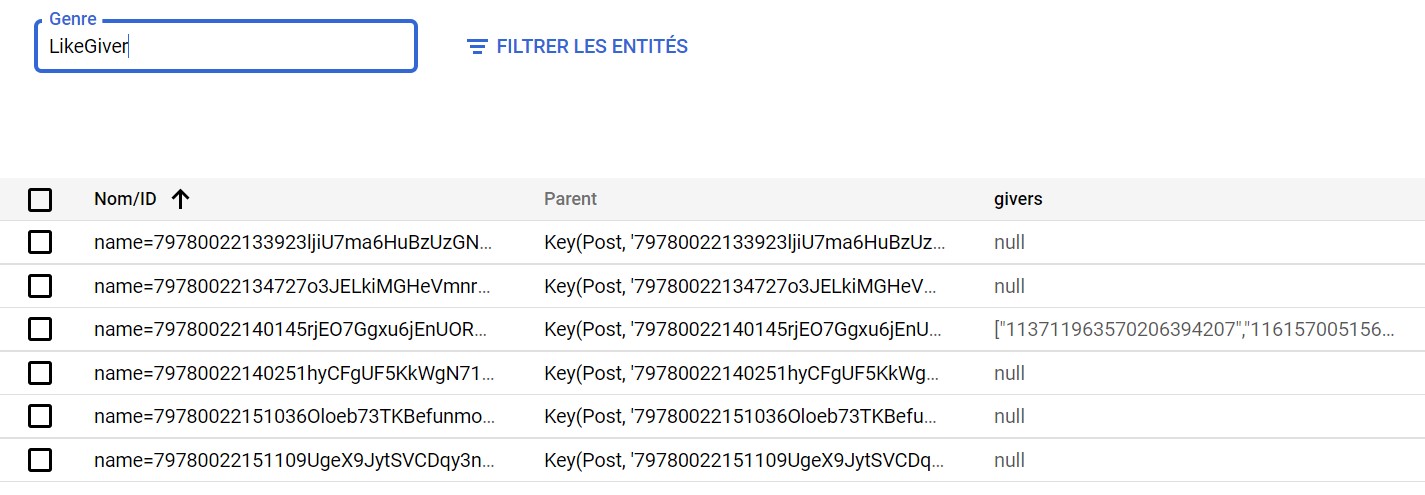 Genre
LikeGiver
FILTRER LES ENTITÉS
Nom/ID Parent givers
name=79780022133923ljiU7ma6HuBzUzGN... Key(Post, '79780022133923ljiU7ma6HuBzUz... null
name=79780022134727o3JELkiMGHeVmnr... Key(Post, '79780022134727o3JELkiMGHeV... null
name=79780022140145rjEO7Ggxu6jEnUOR... Key(Post, '79780022140145rjEO7Ggxu6jEnU... ["113711963570206394207","116157005156...
name=79780022140251hyCFgUF5KkWgN71... Key(Post, '79780022140251hyCFgUF5KkWg... null
name=79780022151036Oloeb73TKBefunmo... Key(Post, '79780022151036Oloeb73TKBefu... null
name=79780022151109UgeX9JytSVCDqy3n... Key(Post, '79780022151109UgeX9JytSVCDq... null